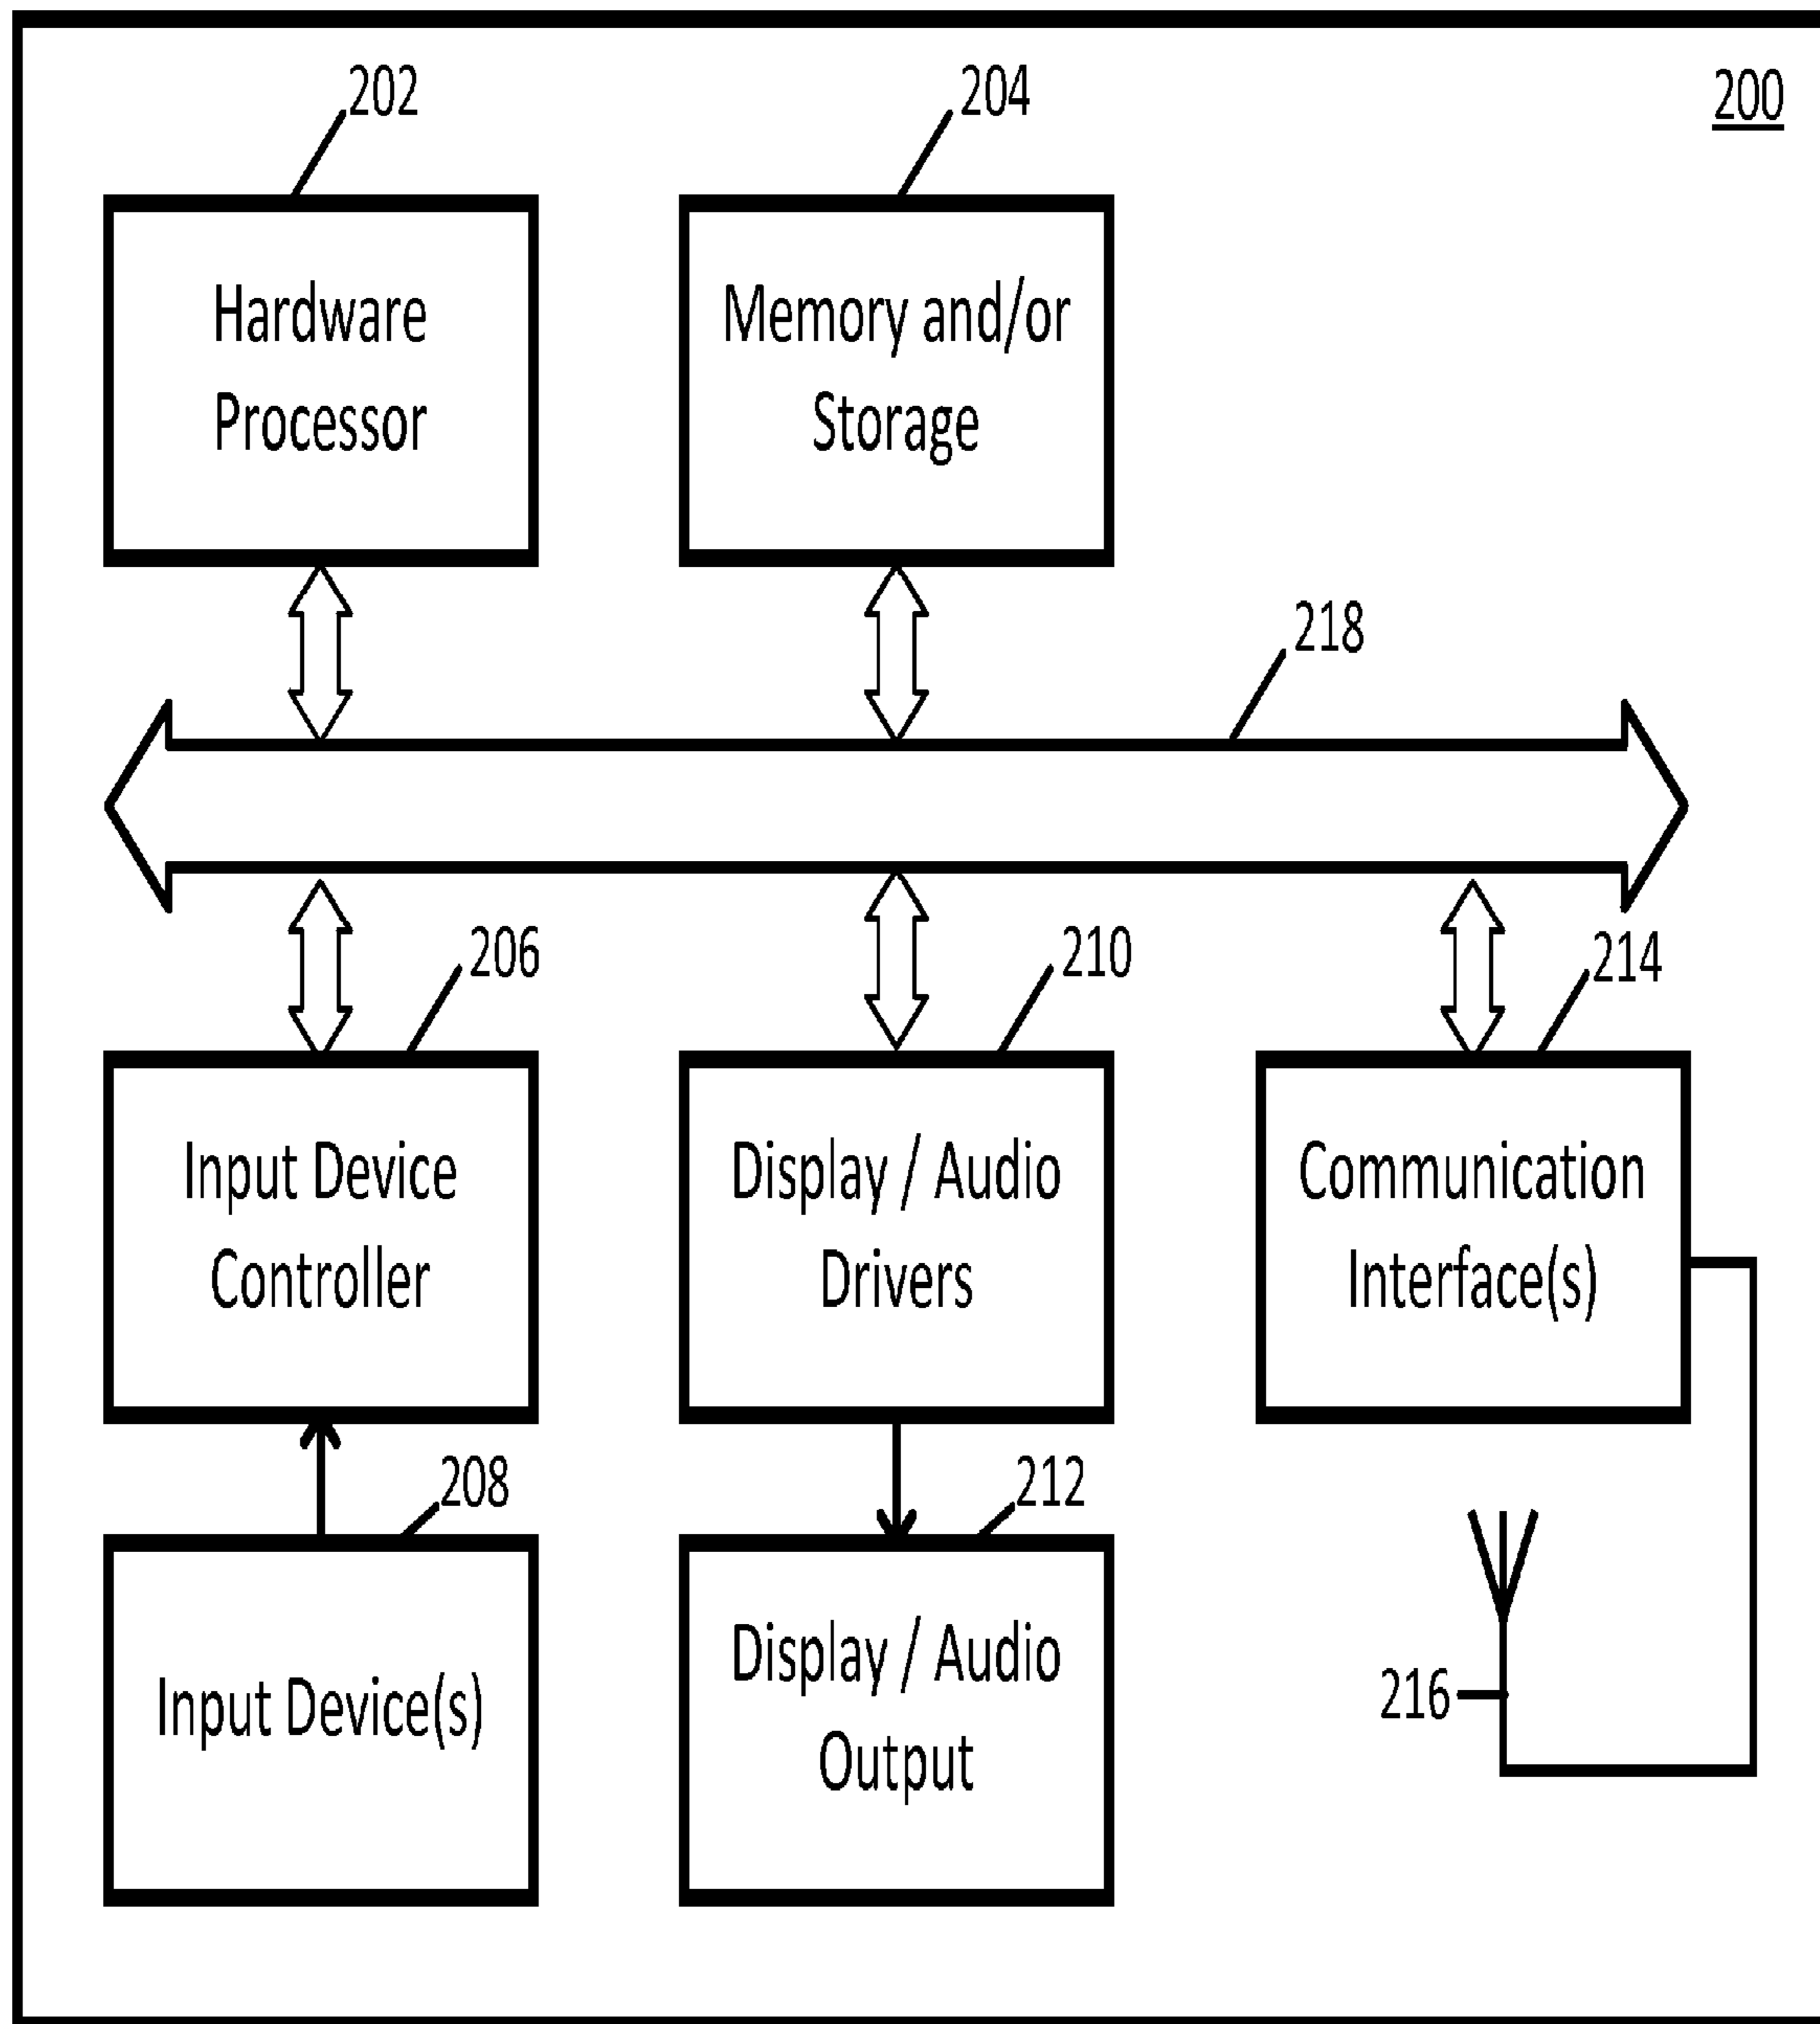 200
202
204
Hardware
Processor
Memory and/or
Storage
218
206
210
214
Input Device
Controller
Display / Audio
Drivers
Communication
Interface(s)
208
212
Input Device(s)
Display / Audio
Output
216